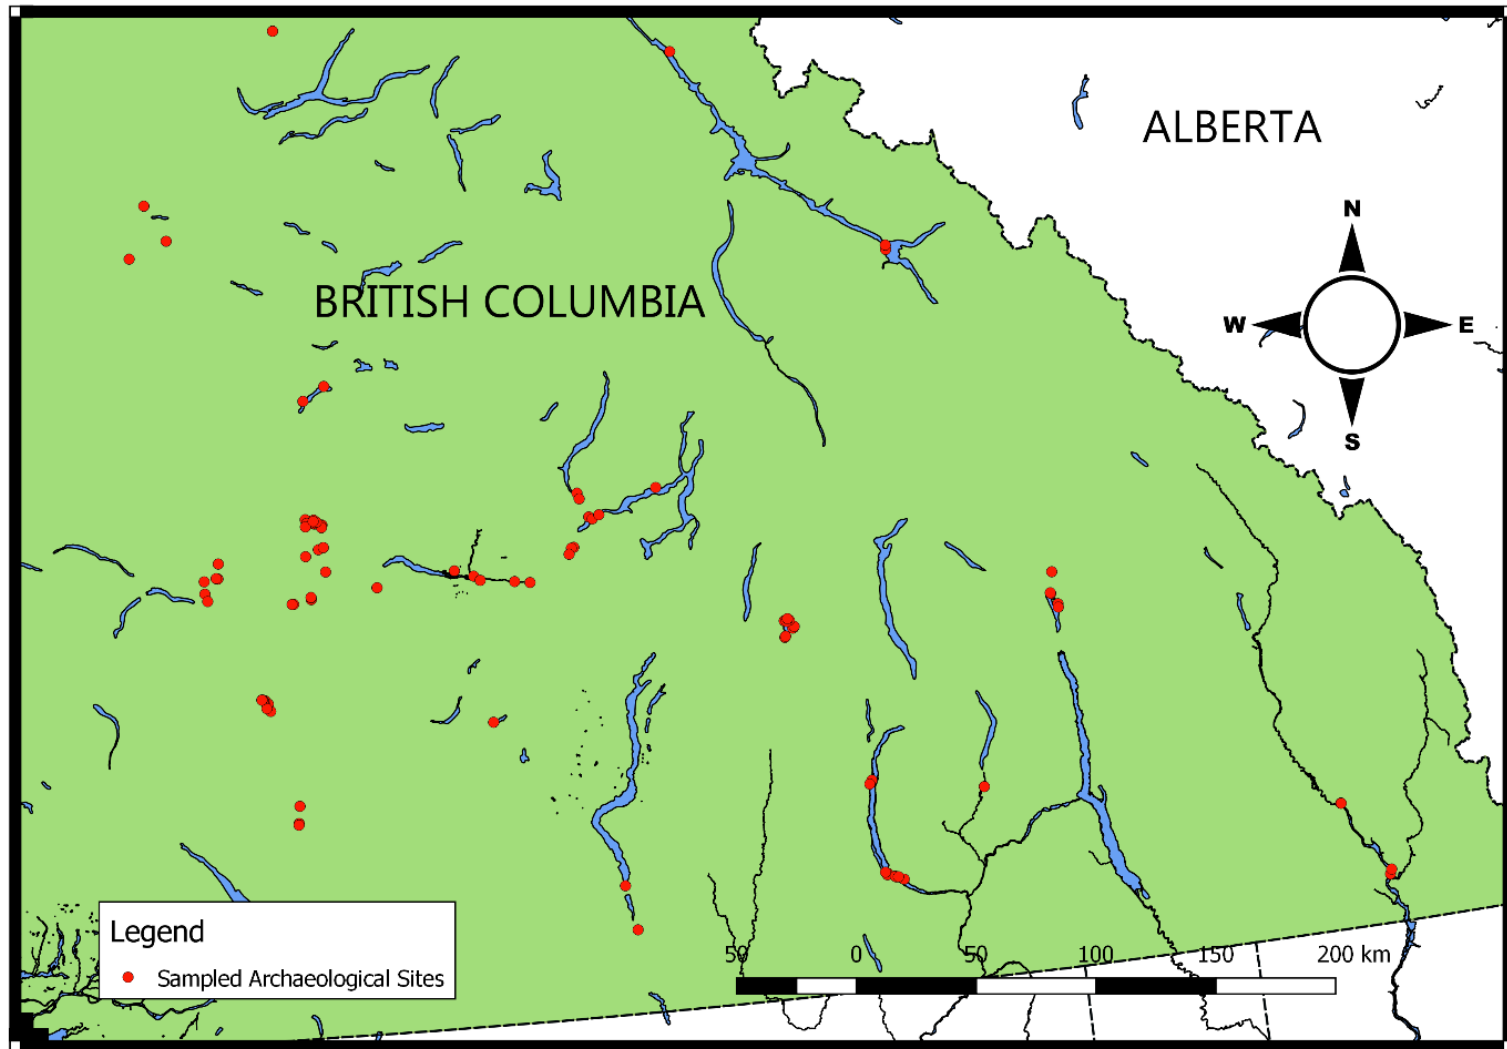 ALBERTA
N
BRITISH COLUMBIA
W
E
S
Legend
Sampled Archaeological Sites
50 0 50 100 150 200 km